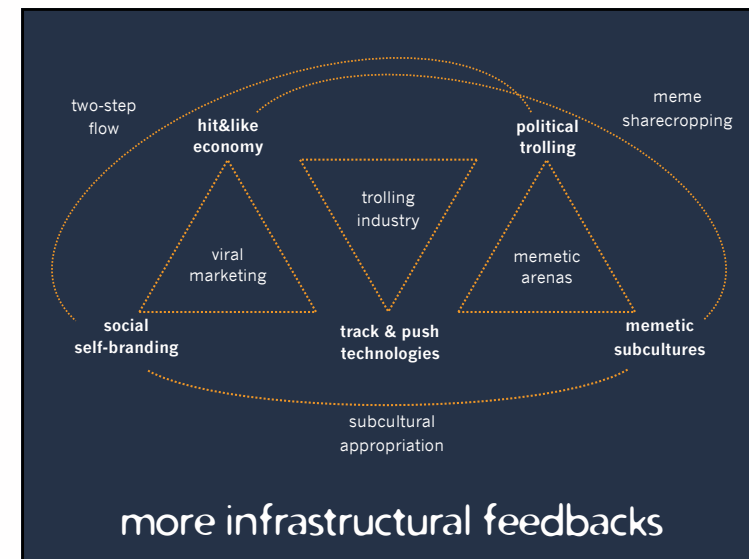 two-step
flow
hit&like
economy
political
trolling
meme
sharecropping
trolling
industry
viral
marketing
memetic
arenas
social
self-branding
track & push
technologies
memetic
subcultures
subcultural
appropriation
more infrastructural feedbacks